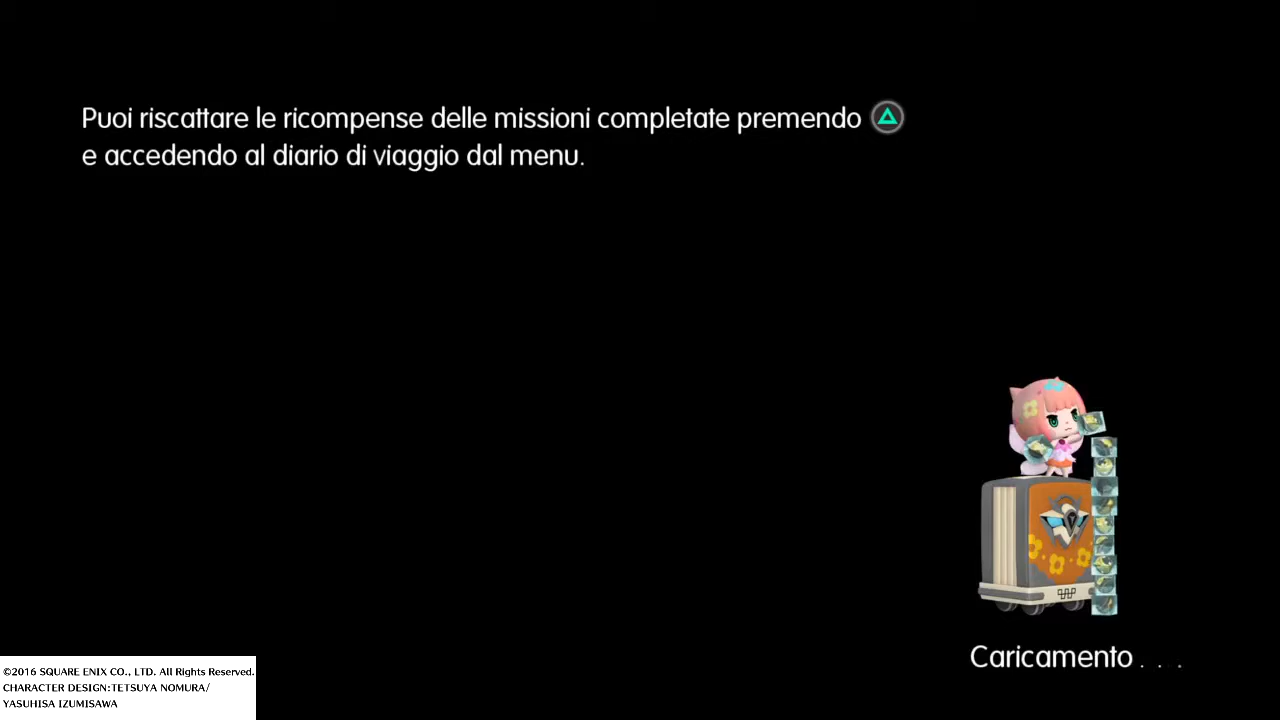 Puoi riscattare le ricompense delle missioni completate premendo
e accedendo al diario di viaggio dal menu.
Caricamento . . .
©2016 SQUARE ENIX CO., LTD. All Rights Reserved.
CHARACTER DESIGN:TETSUYA NOMURA/
YASUHISA IZUMISAWA